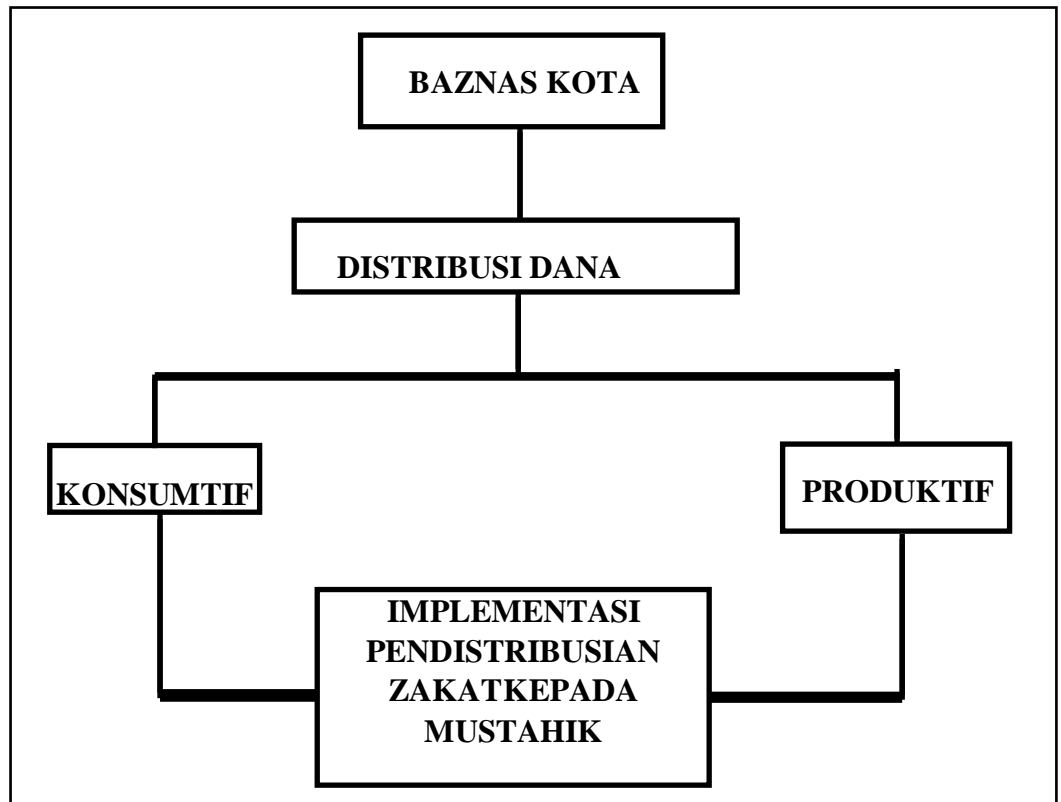 BAZNAS KOTA
DISTRIBUSI DANA
KONSUMTIF
PRODUKTIF
IMPLEMENTASI
PENDISTRIBUSIAN
ZAKATKEPADA
MUSTAHIK